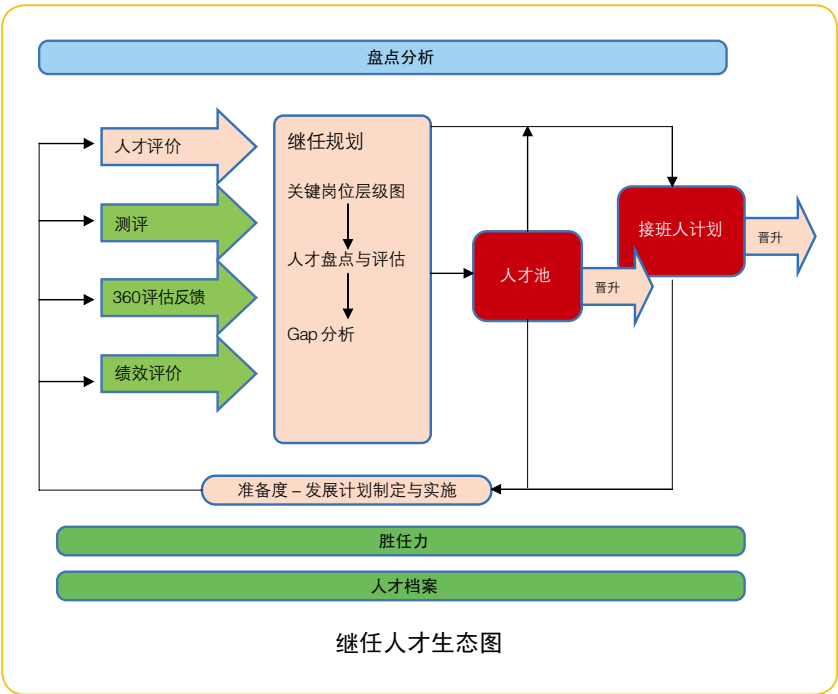 盘点分析
人才评价
测评
360评估反馈
绩效评价
继任规划
关键岗位层级图
人才盘点与评估
Gap 分析
人才池
晋升
接班人计划
晋升
准备度 – 发展计划制定与实施
胜任力
人才档案
继任人才生态图